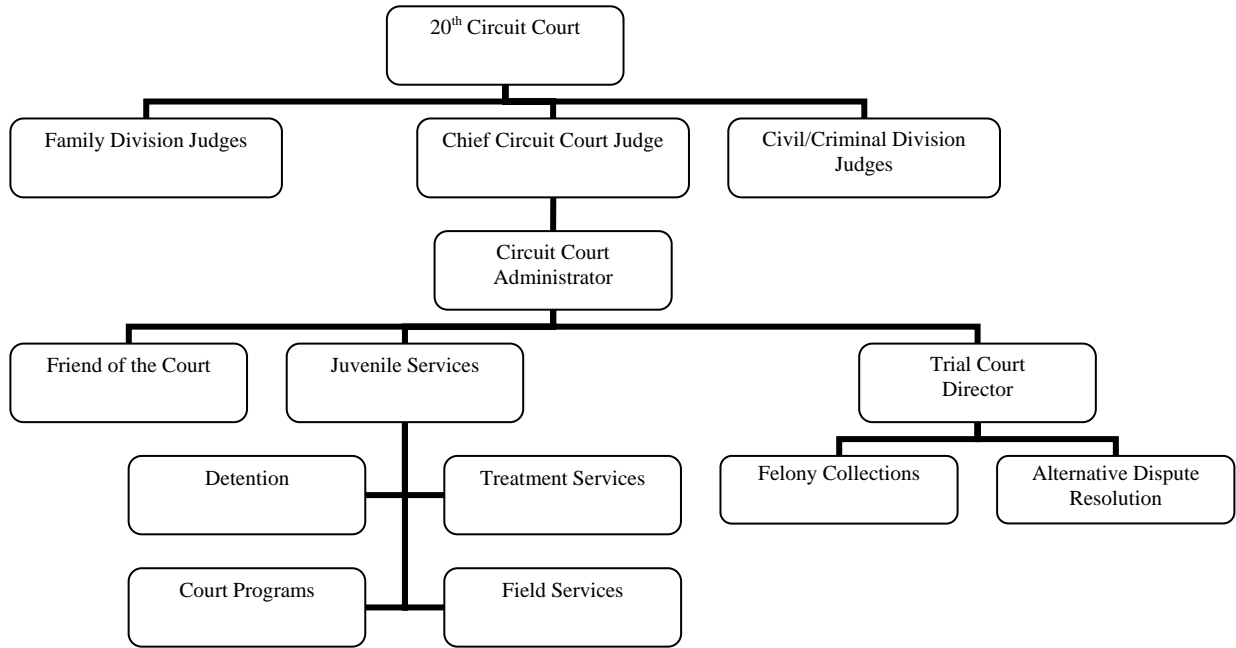 20th Circuit Court
Family Division Judges
Chief Circuit Court Judge
Civil/Criminal Division
Judges
Circuit Court
Administrator
Friend of the Court
Juvenile Services
Trial Court
Director
Detention
Treatment Services
Felony Collections
Alternative Dispute
Resolution
Court Programs
Field Services